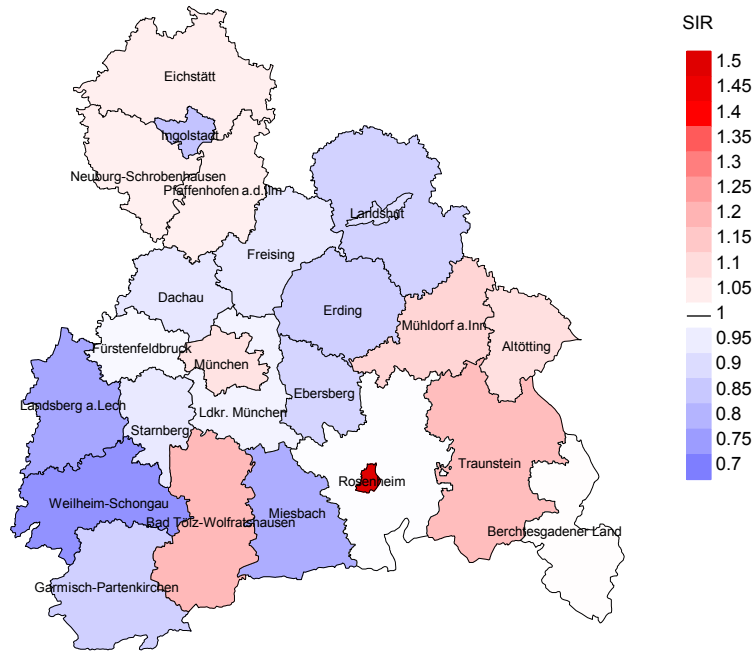 SIR
1.5
1.45
1.4
1.35
1.3
1.25
1.2
1.15
1.1
1.05
1
0.95
0.9
0.85
0.8
0.75
0.7
Eichstätt
Ingolstadt
Neuburg-Schrobenhausen
Pfaffenhofen a.d.Ilm
Landshut
Freising
Dachau
Erding
Mühldorf a.Inn
Altötting
Fürstenfeldbruck
München
Ebersberg
Landsberg a.Lech
Ldkr. München
Starnberg
Traunstein
Rosenheim
Weilheim-Schongau
Miesbach
Bad Tölz-Wolfratshausen
Berchtesgadener Land
Garmisch-Partenkirchen